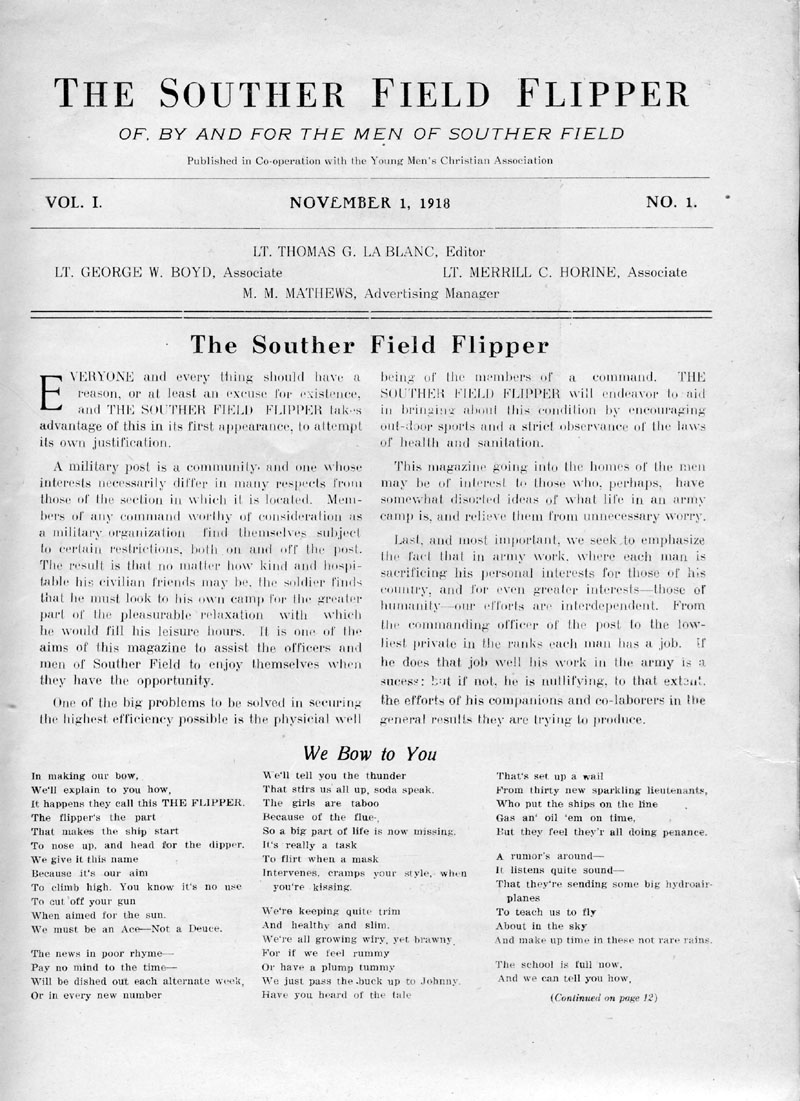 THE SOUTHER FIELD FLIPPER
OF, BY AND FOR THE MEN OF SOUTHER FIELD
Published in Co-operation with the Young Men's Christian Association
VOL. I. NOVEMBER 1, 1918 NO. 1.
LT. THOMAS G. LA BLANC, Editor
LT. GEORGE W. BOYD, Associate LT. MERRILL C. HORINE, Associate
M. M. MATHEWS, Advertising Manager
The Souther Field Flipper
EVERYONE and every thing should have a
reason, or at least an excuse for existence,
and THE SOUTHER FIELD FLIPPER takes
advantage of this in its first appearance, to attempt
its own justification.
A military post is a community, and one whose
interests necessarily differ in many respects from
those of the section in which it is located. Mem-
bers of any command worthy of consideration as
a military organization find themselves subject
to certain restrictions, both on and off the post.
The result is that no matter how kind and hospi-
table his civilian friends may be, the soldier finds
that he must look to his own camp for the greater
part of the pleasurable relaxation with which
he would fill his leisure hours. It is one of the
aims of this magazine to assist the officers and
men of Souther Field to enjoy themselves when
they have the opportunity.
One of the big problems to be solved in securing
the highest efficiency possible is the physicial well
being of the members of a command. THE
SOUTHER FIELD FLIPPER will endeavor to aid
in bringing about this condition by encouraging
out-door sports and a strict observance of the laws
of health and sanitation.
This magazine going into the homes of the men
may be of interest to those who, perhaps, have
somewhat disorted ideas of what life in an army
camp is, and relieve them from unnecessary worry.
Last, and most important, we seek to emphasize
the fact that in army work, where each man is
sacrificing his personal interests for those of his
country, and for even greater interests—those of
humanity—our efforts are interdependent. From
the commanding officer of the post to the low-
liest private in the ranks each man has a job. If
he does that job well his work in the army is a
sucess; but if not, he is nullifying, to that extent,
the efforts of his companions and co-laborers in the
general results they are trying to produce.
We Bow to You
In making our bow,
We'll explain to you how,
It happens they call this THE FLIPPER.
The flipper's the part
That makes the ship start
To nose up, and head for the dipper.
We give it this name
Because it's our aim
To climb high. You know it's no use
To cut off your gun
When aimed for the sun.
We must be an Ace—Not a Deuce.
The news in poor rhyme—
Pay no mind to the time—
Will be dished out each alternate week,
Or in every new number
We'll tell you the thunder
That stirs us all up, soda speak.
The girls are taboo
Because of the flue,
So a big part of life is now missing.
It's really a task
To flirt when a mask
Intervenes, cramps your style, when
you're kissing.
We're keeping quite trim
And healthy and slim.
We're all growing wiry, yet brawny,
For if we feel rummy
Or have a plump tummy
We just pass the buck up to Johnny.
Have you heard of the tale
That's set up a wail
From thirty new sparkling lieutenants,
Who put the ships on the line
Gas an' oil 'em on time,
But they feel they'r all doing penance.
A rumor's around—
It listens quite sound—
That they're sending some big hydroair-
planes
To teach us to fly
About in the sky
And make up time in these not rare rains.
The school is full now,
And we can tell you how,
(Continued on page 12)